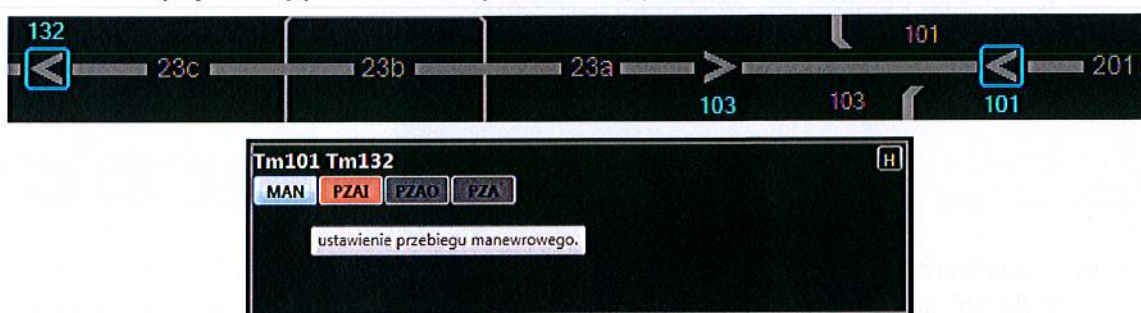 132
101
23c 23b 23a 201
103 103 101
Tm101 Tm132 H
MAN PZAI PZAO PZA
ustawienie przebiegu manewrowego.